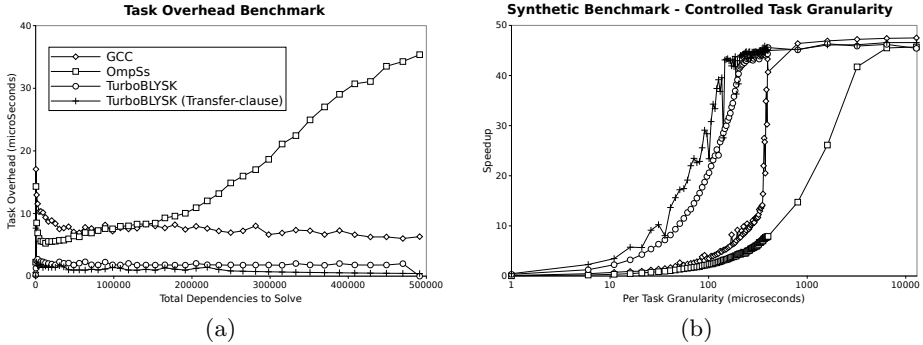 Task Overhead Benchmark
Task Overhead (microSeconds)
40
30
20
10
0
GCC
OmpSs
TurboBLYSK
TurboBLYSK (Transfer-clause)
0
100000
200000
300000
400000
500000
Total Dependencies to Solve
(a)
Synthetic Benchmark - Controlled Task Granularity
Speedup
50
40
30
20
10
0
1
10
100
1000
10000
Per Task Granularity (microseconds)
(b)